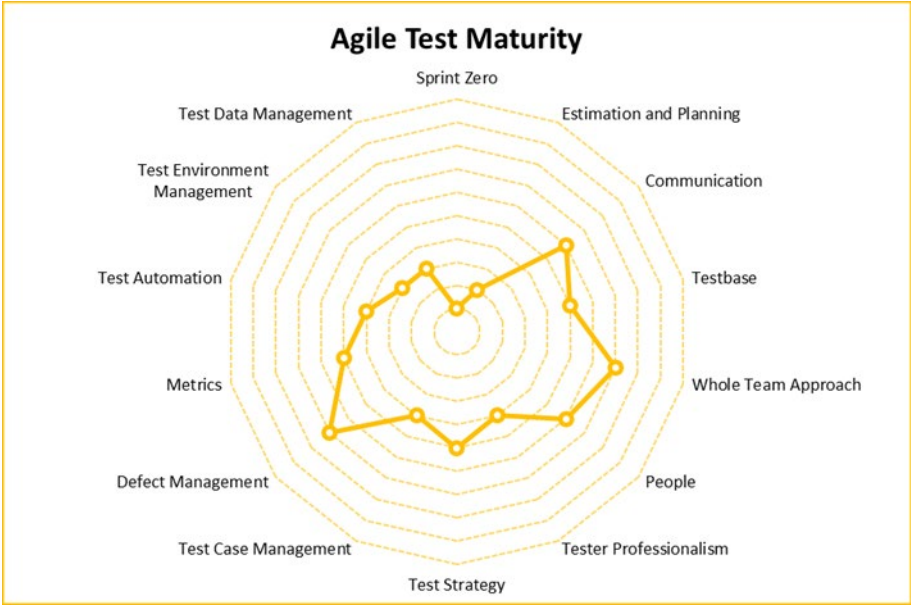 Agile Test Maturity
Sprint Zero
Estimation and Planning
Communication
Testbase
Whole Team Approach
People
Tester Professionalism
Test Strategy
Test Case Management
Defect Management
Metrics
Test Automation
Test Environment
Management
Test Data Management